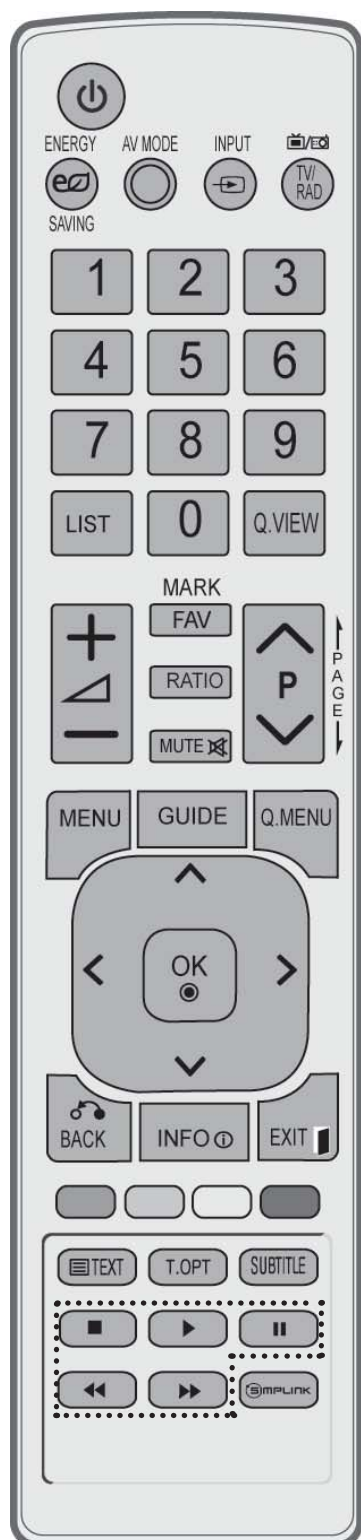 ENERGY AV MODE INPUT
TV/
RAD
SAVING
1 2 3
4 5 6
7 8 9
LIST 0 Q.VIEW
MARK
FAV
P
PAGE
RATIO
MUTE
MENU GUIDE Q.MENU
OK
BACK INFO EXIT
TEXT T.OPT SUBTITLE
SIMPLINK